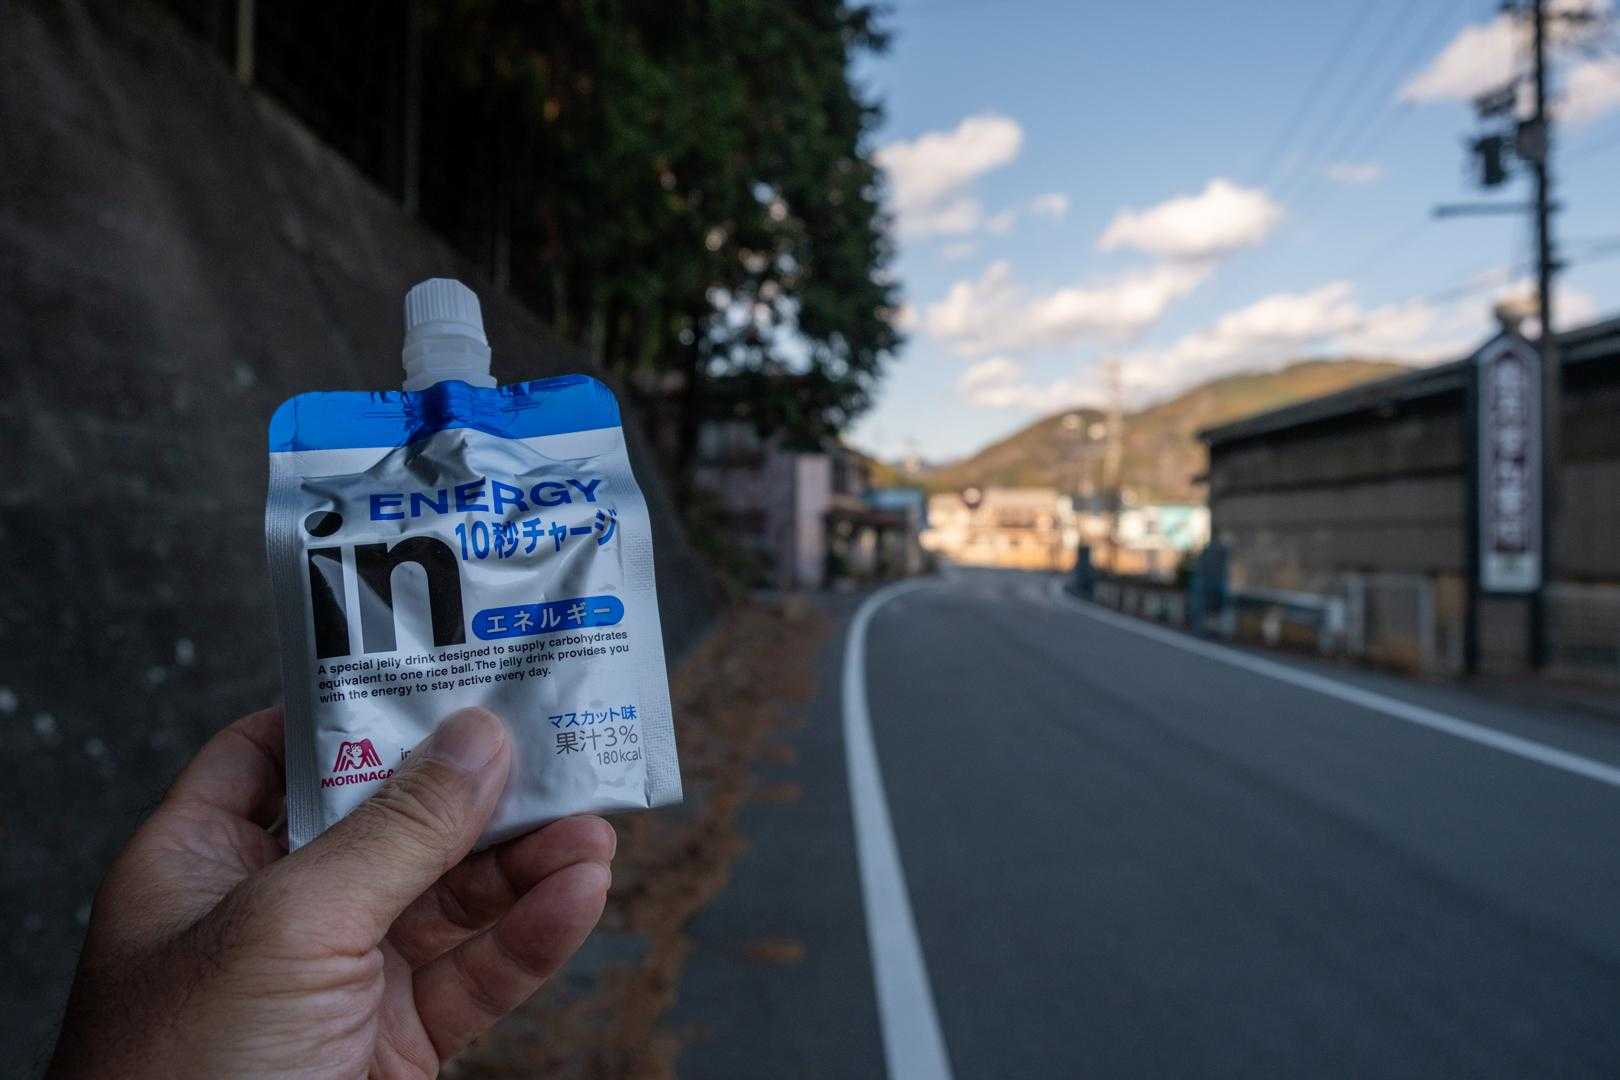 ENERGY
in
10秒チャージ
エネルギー
A special jelly drink designed to supply carbohydrates
equivalent to one rice ball. The jelly drink provides you
with the energy to stay active every day.
マスカット味
果汁3%
180kcal
MORINAGA